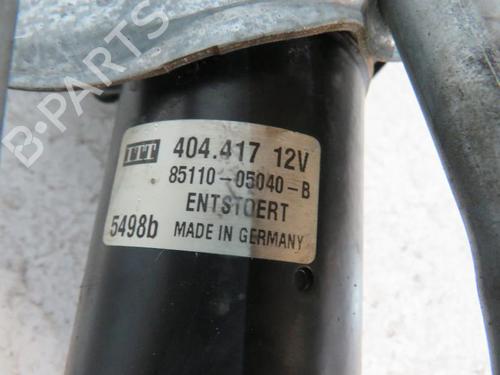 ITT 404.417 12V
85110-05040-B
ENTSTOERT
5498b MADE IN GERMANY
B-PARTS